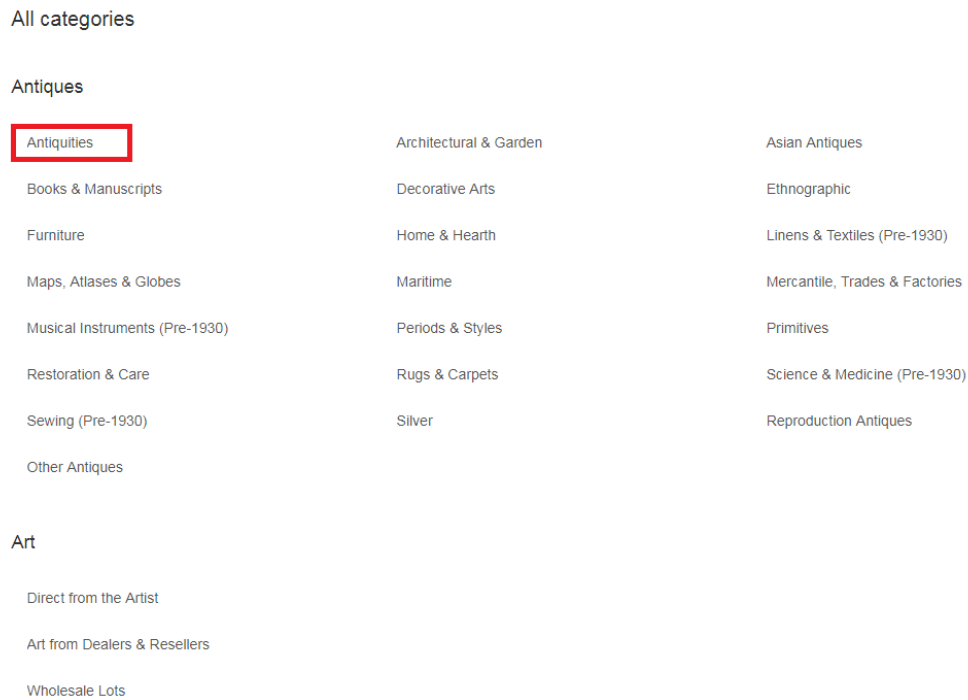 All categories
Antiques
Antiquities Architectural & Garden Asian Antiques
Books & Manuscripts Decorative Arts Ethnographic
Furniture Home & Hearth Linens & Textiles (Pre-1930)
Maps, Atlases & Globes Maritime Mercantile, Trades & Factories
Musical Instruments (Pre-1930) Periods & Styles Primitives
Restoration & Care Rugs & Carpets Science & Medicine (Pre-1930)
Sewing (Pre-1930) Silver Reproduction Antiques
Other Antiques
Art
Direct from the Artist
Art from Dealers & Resellers
Wholesale Lots